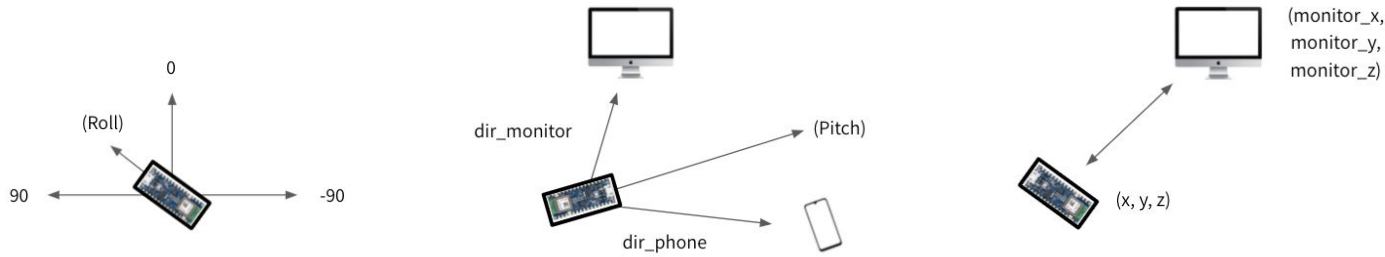 0
(Roll)
90
-90
dir_monitor
(Pitch)
dir_phone
(monitor_x,
monitor_y,
monitor_z)
(x, y, z)